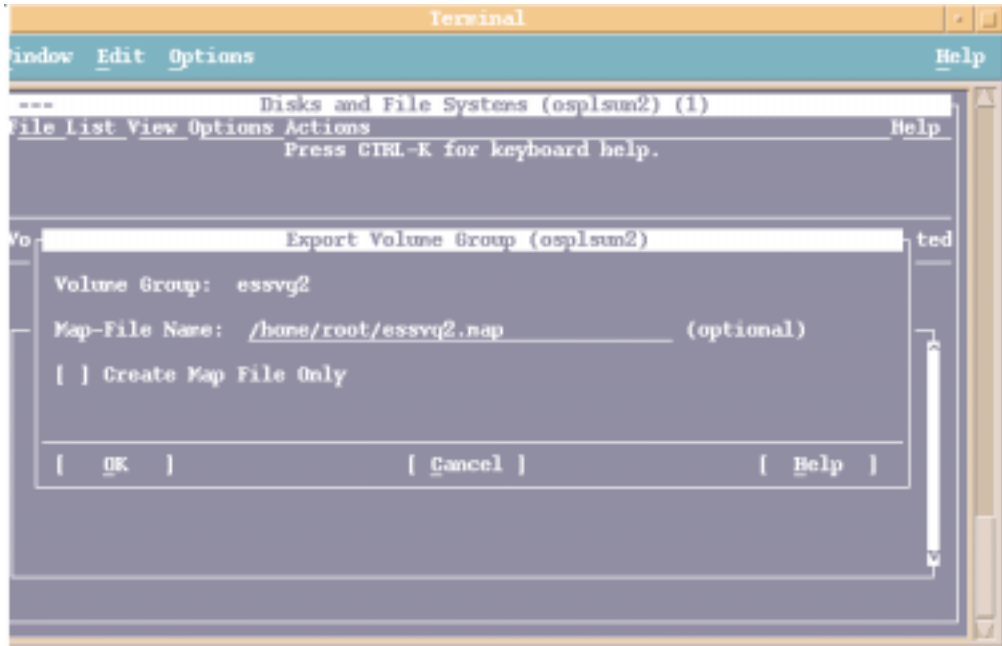 Terminal
indow Edit Options Help
--- Disks and File Systems (osplsun2) (1)
File List View Options Actions Help
Press CTRL-K for keyboard help.
Vo Export Volume Group (osplsun2) ted
Volume Group: essvg2
Map-File Name: /home/root/essvg2.map (optional)
[ ] Create Map File Only
[ OK ] [ Cancel ] [ Help ]